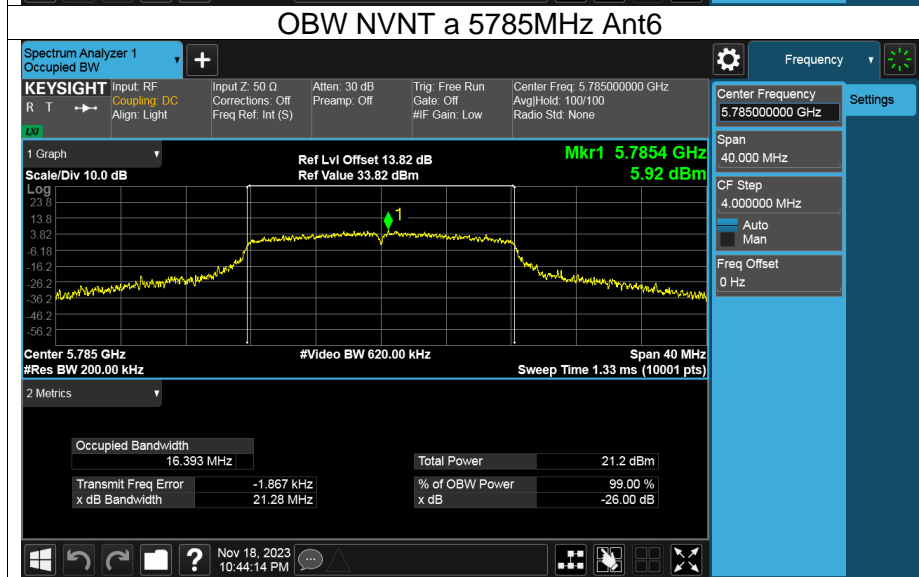 OBW NVNT a 5785MHz Ant6
Spectrum Analyzer 1
Occupied BW
+
Frequency
KEYSIGHT
R T
LXI
Input: RF
Coupling: DC
Align: Light
Input Z: 50 Ω
Corrections: Off
Freq Ref: Int (S)
Atten: 30 dB
Preamp: Off
Trig: Free Run
Gate: Off
#IF Gain: Low
Center Freq: 5.785000000 GHz
Avg|Hold: 100/100
Radio Std: None
Center Frequency
5.785000000 GHz
Settings
Span
40.000 MHz
CF Step
4.000000 MHz
Auto
Man
Freq Offset
0 Hz
1 Graph
Scale/Div 10.0 dB
Ref Lvl Offset 13.82 dB
Ref Value 33.82 dBm
Mkr1 5.7854 GHz
5.92 dBm
Log
23.8
13.8
3.82
-6.18
-16.2
-26.2
-36.2
-46.2
-56.2
1
Center 5.785 GHz
#Res BW 200.00 kHz
#Video BW 620.00 kHz
Span 40 MHz
Sweep Time 1.33 ms (10001 pts)
2 Metrics
Occupied Bandwidth
16.393 MHz
Total Power 21.2 dBm
Transmit Freq Error -1.867 kHz
% of OBW Power 99.00 %
x dB Bandwidth 21.28 MHz
x dB -26.00 dB
?
Nov 18, 2023
10:44:14 PM